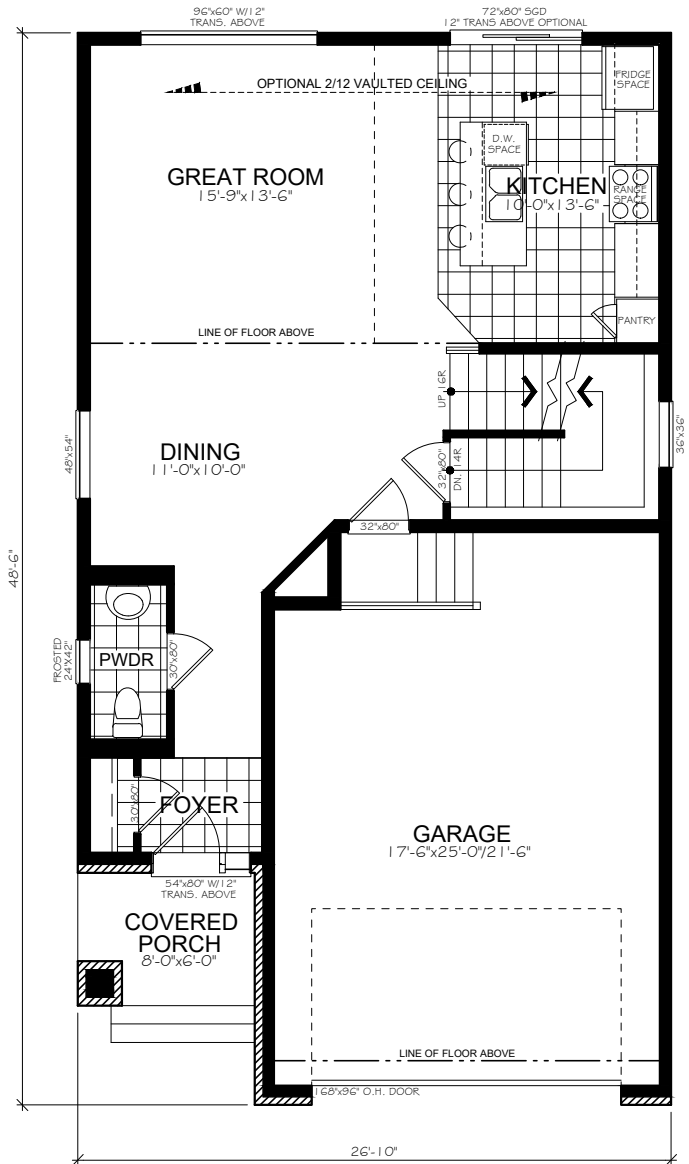 96"x60" W/12"
TRANS. ABOVE
72"x80" SGD
12" TRANS ABOVE OPTIONAL
OPTIONAL 2/12 VAULTED CEILING
FRIDGE
SPACE
D.W.
SPACE
GREAT ROOM
15'-9"x13'-6"
KITCHEN
10'-0"x13'-6"
RANGE
SPACE
PANTRY
LINE OF FLOOR ABOVE
UP 16R
48"x54"
36"x36"
DINING
11'-0"x10'-0"
32"x80"
DN. 14R
32"x80"
48'-6"
FROSTED
24"x42"
PWDR
30"x80"
30"x80"
FOYER
GARAGE
17'-6"x25'-0"/21'-6"
54"x80" W/12"
TRANS. ABOVE
COVERED
PORCH
8'-0"x6'-0"
LINE OF FLOOR ABOVE
168"x96" O.H. DOOR
26'-10"